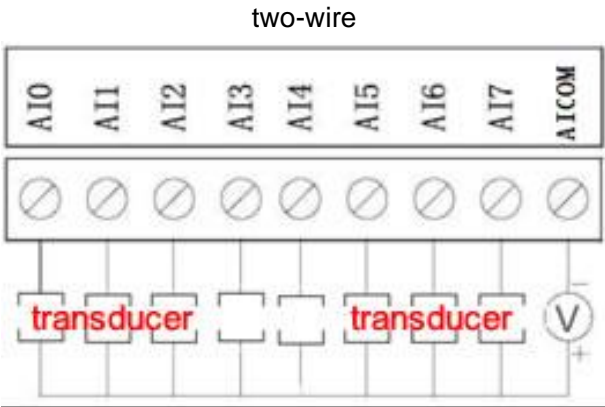 two-wire
AI0 AI1 AI2 AI3 AI4 AI5 AI6 AI7 AICOM
transducer transducer
−
V
+